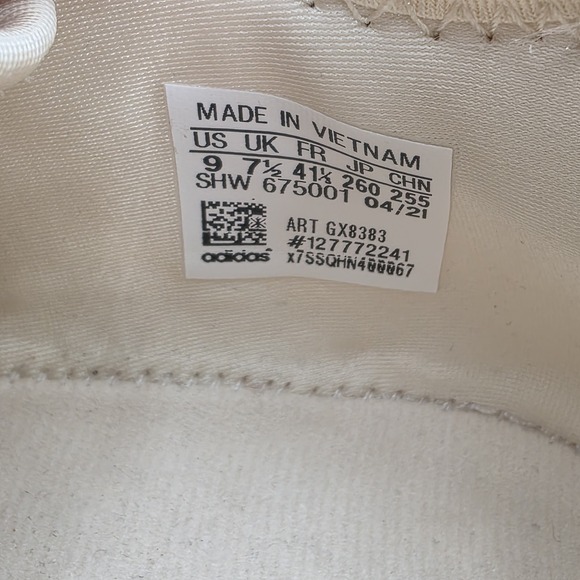 MADE IN VIETNAM
US UK FR JP CHN
9 7½ 41⅓ 260 255
SHW 675001 04/21
ART GX8383
#127772241
adidas x7SSQHN400067